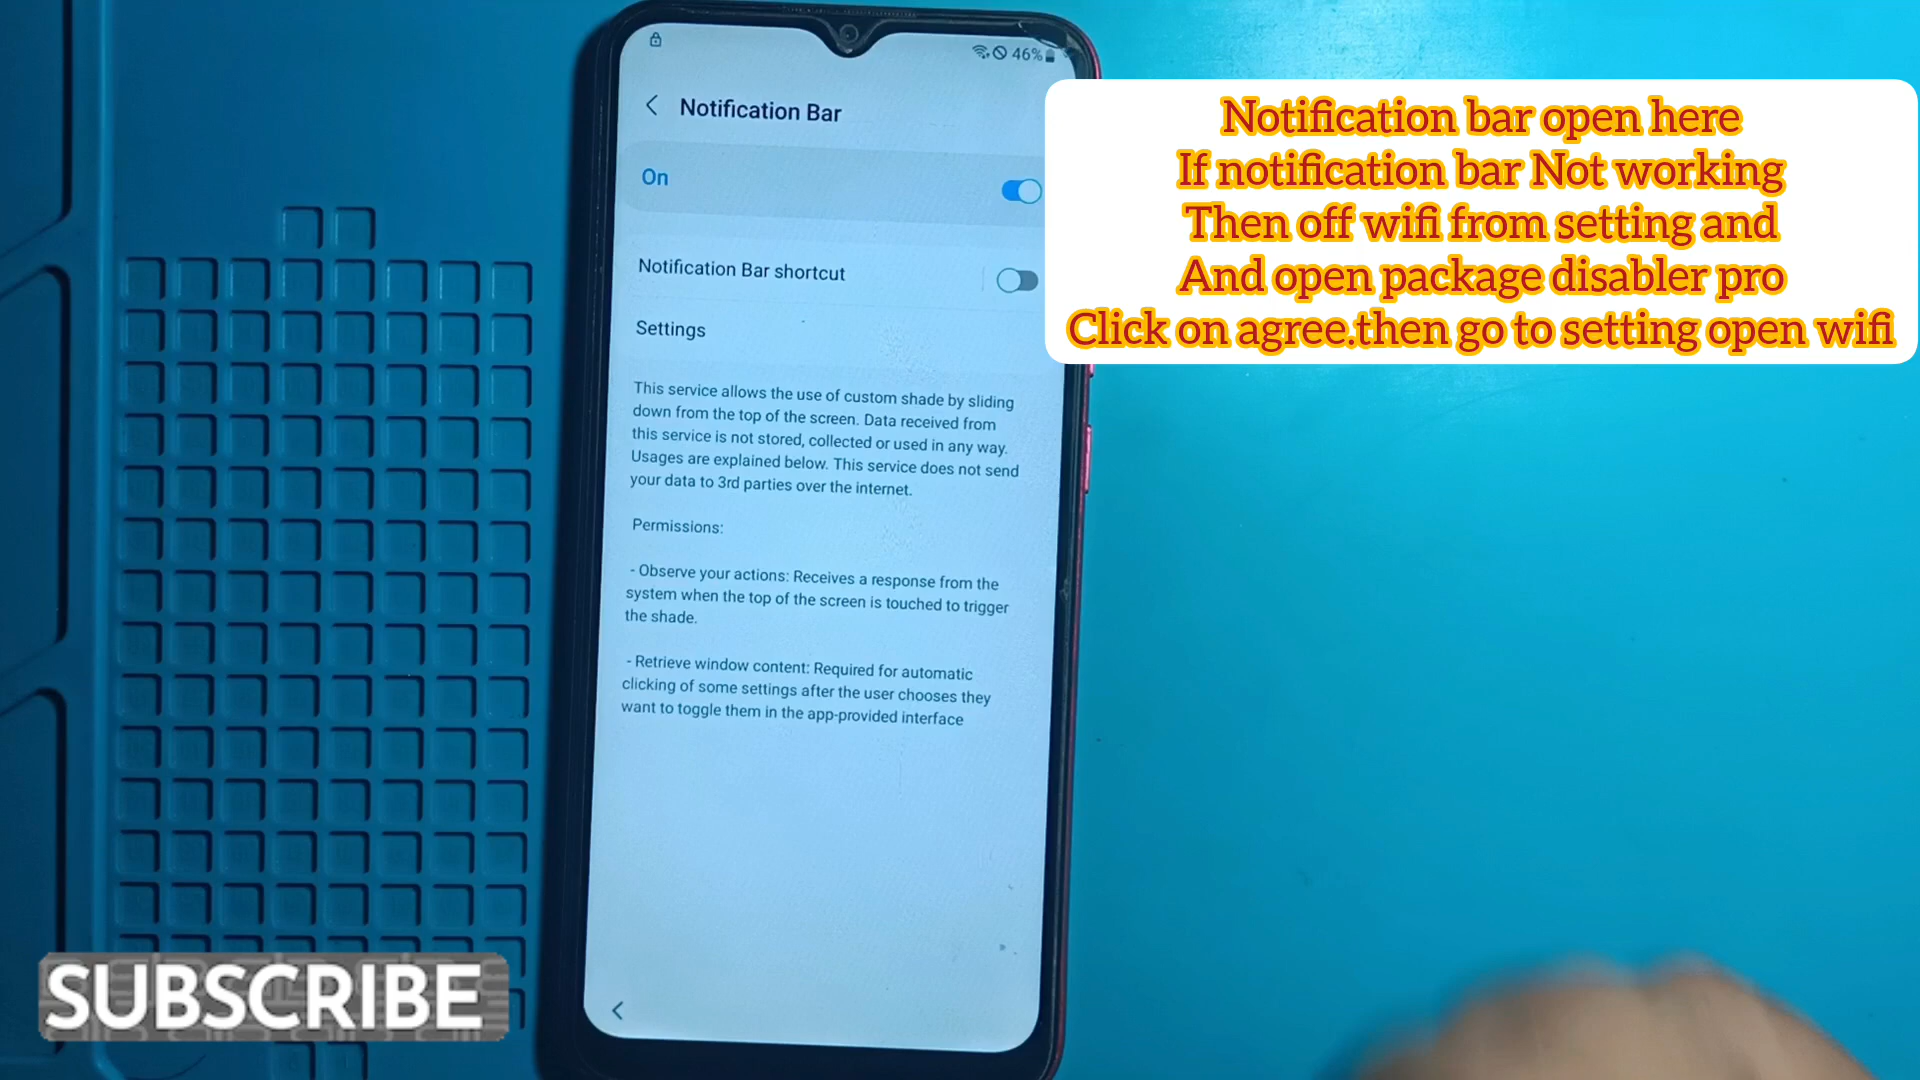 46%
Notification Bar
On
Notification Bar shortcut
Settings
This service allows the use of custom shade by sliding
down from the top of the screen. Data received from
this service is not stored, collected or used in any way.
Usages are explained below. This service does not send
your data to 3rd parties over the internet.
Permissions:
- Observe your actions: Receives a response from the
system when the top of the screen is touched to trigger
the shade.
- Retrieve window content: Required for automatic
clicking of some settings after the user chooses they
want to toggle them in the app-provided interface
Notification bar open here
If notification bar Not working
Then off wifi from setting and
And open package disabler pro
Click on agree.then go to setting open wifi
SUBSCRIBE